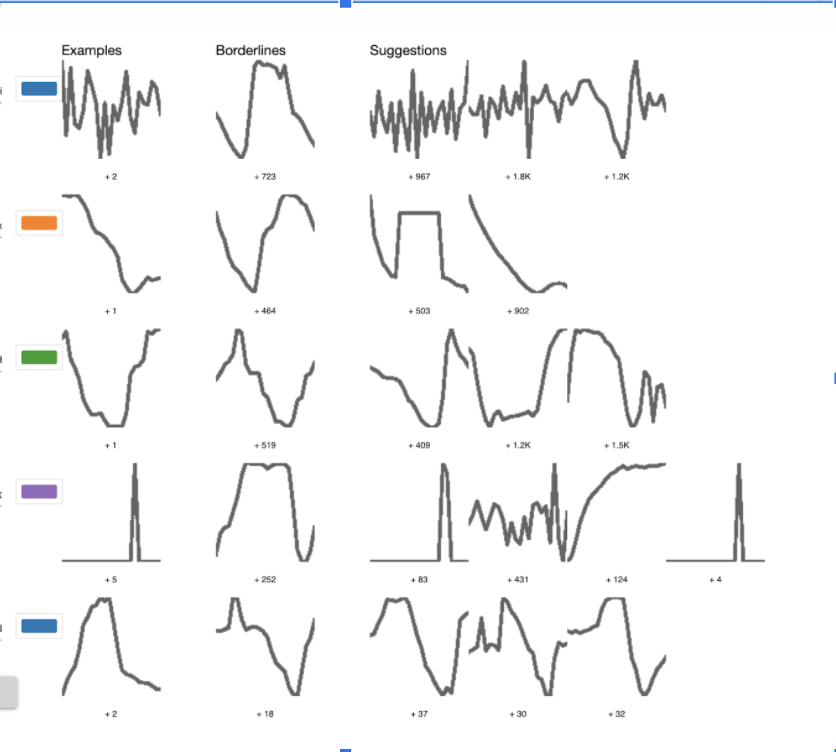 Examples Borderlines Suggestions
+ 2 + 723 + 967 + 1.8K + 1.2K
+ 1 + 464 + 503 + 902
+ 1 + 519 + 409 + 1.2K + 1.5K
+ 5 + 252 + 83 + 431 + 124 + 4
+ 2 + 18 + 37 + 30 + 32